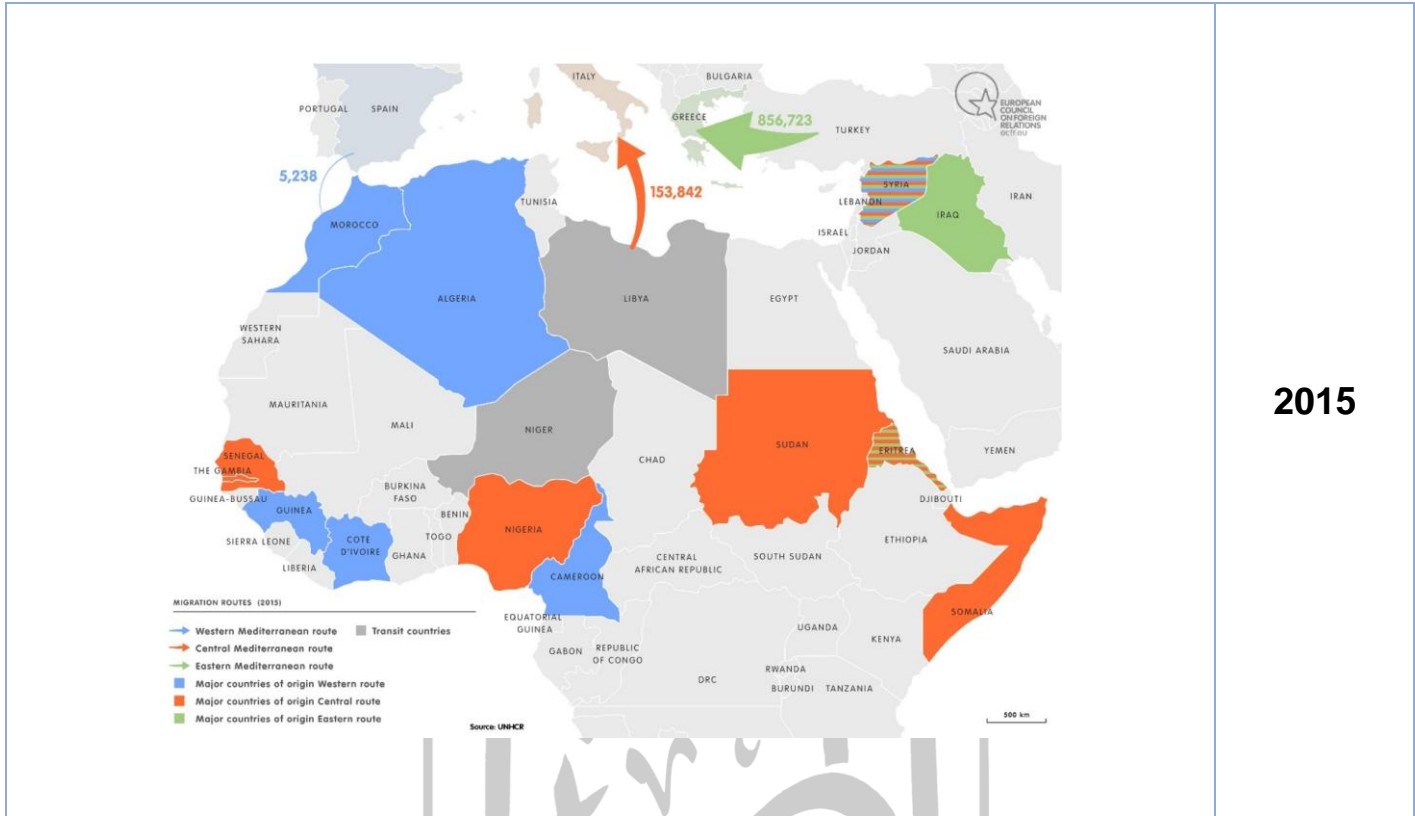 ITALY
BULGARIA
PORTUGAL
SPAIN
GREECE
856,723
TURKEY
EUROPEAN
COUNCIL
ON FOREIGN
RELATIONS
ecfr.eu
5,238
153,842
SYRIA
LEBANON
IRAN
TUNISIA
MOROCCO
IRAQ
ISRAEL
JORDAN
ALGERIA
LIBYA
EGYPT
WESTERN
SAHARA
SAUDI ARABIA
2015
MAURITANIA
MALI
NIGER
CHAD
SUDAN
ERITREA
YEMEN
SENEGAL
THE GAMBIA
GUINEA-BUSSAU
BURKINA
FASO
DJIBOUTI
GUINEA
BENIN
NIGERIA
SIERRA LEONE
COTE
D'IVOIRE
TOGO
GHANA
ETHIOPIA
LIBERIA
CENTRAL
AFRICAN REPUBLIC
SOUTH SUDAN
CAMEROON
SOMALIA
EQUATORIAL
GUINEA
UGANDA
KENYA
GABON
REPUBLIC
OF CONGO
RWANDA
DRC
BURUNDI
TANZANIA
MIGRATION ROUTES (2015)
Western Mediterranean route
Transit countries
Central Mediterranean route
Eastern Mediterranean route
Major countries of origin Western route
Major countries of origin Central route
Major countries of origin Eastern route
Source: UNHCR
500 km